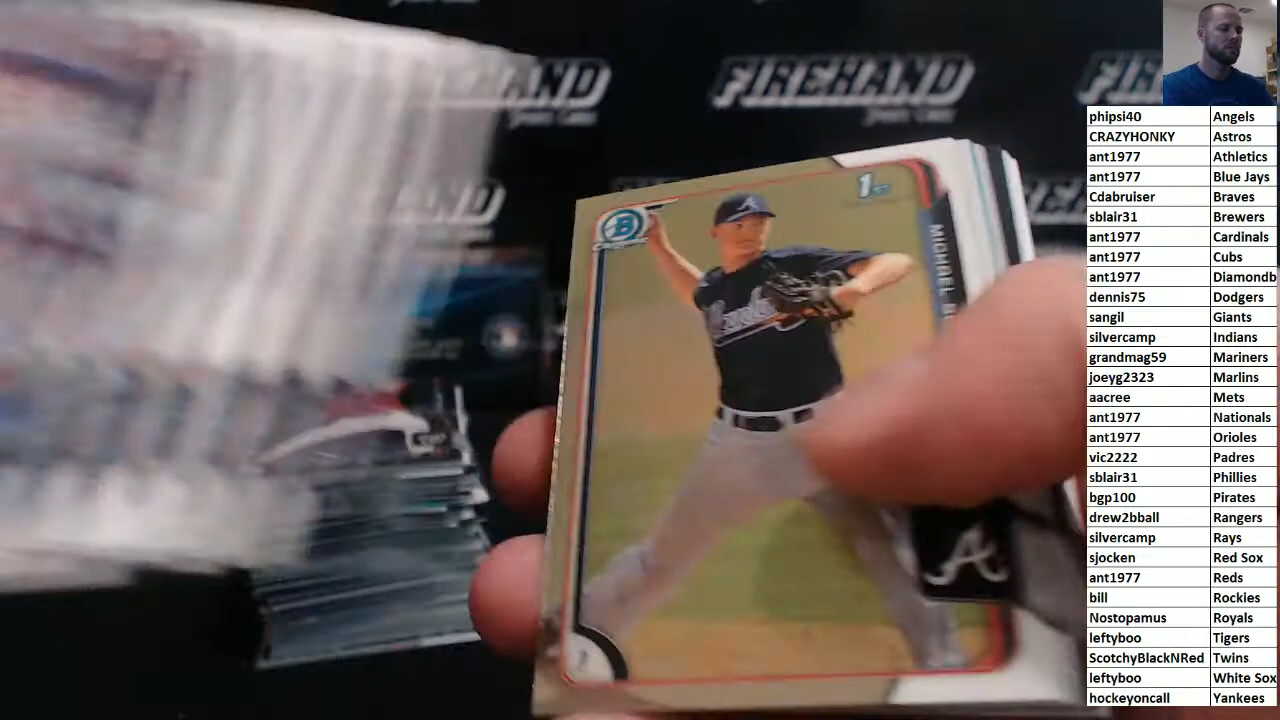 FIREHAND
FIREHAND
Sports Cards
1st
B
MICHAEL
A
phipsi40 Angels
CRAZYHONKY Astros
ant1977 Athletics
ant1977 Blue Jays
Cdabruiser Braves
sblair31 Brewers
ant1977 Cardinals
ant1977 Cubs
ant1977 Diamondb
dennis75 Dodgers
sangil Giants
silvercamp Indians
grandmag59 Mariners
joeyg2323 Marlins
aacree Mets
ant1977 Nationals
ant1977 Orioles
vic2222 Padres
sblair31 Phillies
bgp100 Pirates
drew2bball Rangers
silvercamp Rays
sjocken Red Sox
ant1977 Reds
bill Rockies
Nostopamus Royals
leftyboo Tigers
ScotchyBlackNRed Twins
leftyboo White Sox
hockeyoncall Yankees